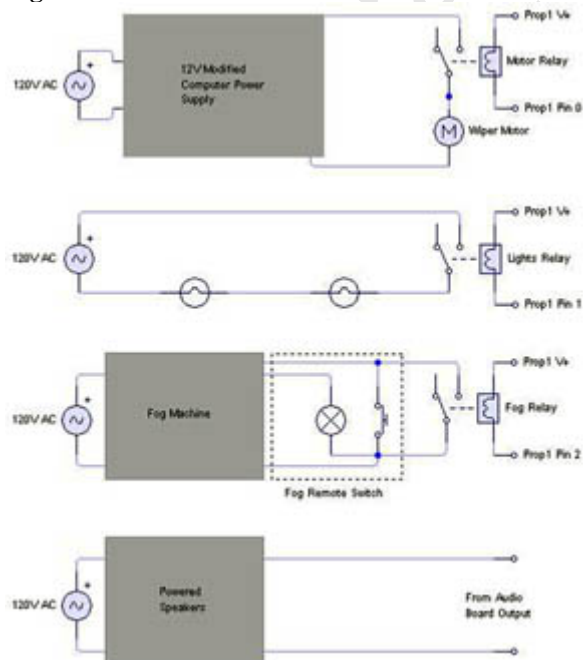 Prop1 V+
12V Modified
Computer Power
Supply
120V AC
Motor Relay
Prop1 Pin 0
M
Wiper Motor
Prop1 V+
120V AC
Lights Relay
Prop1 Pin 1
Prop1 V+
120V AC
Fog Machine
Fog Relay
Prop1 Pin 2
Fog Remote Switch
120V AC
Powered
Speakers
From Audio
Board Output